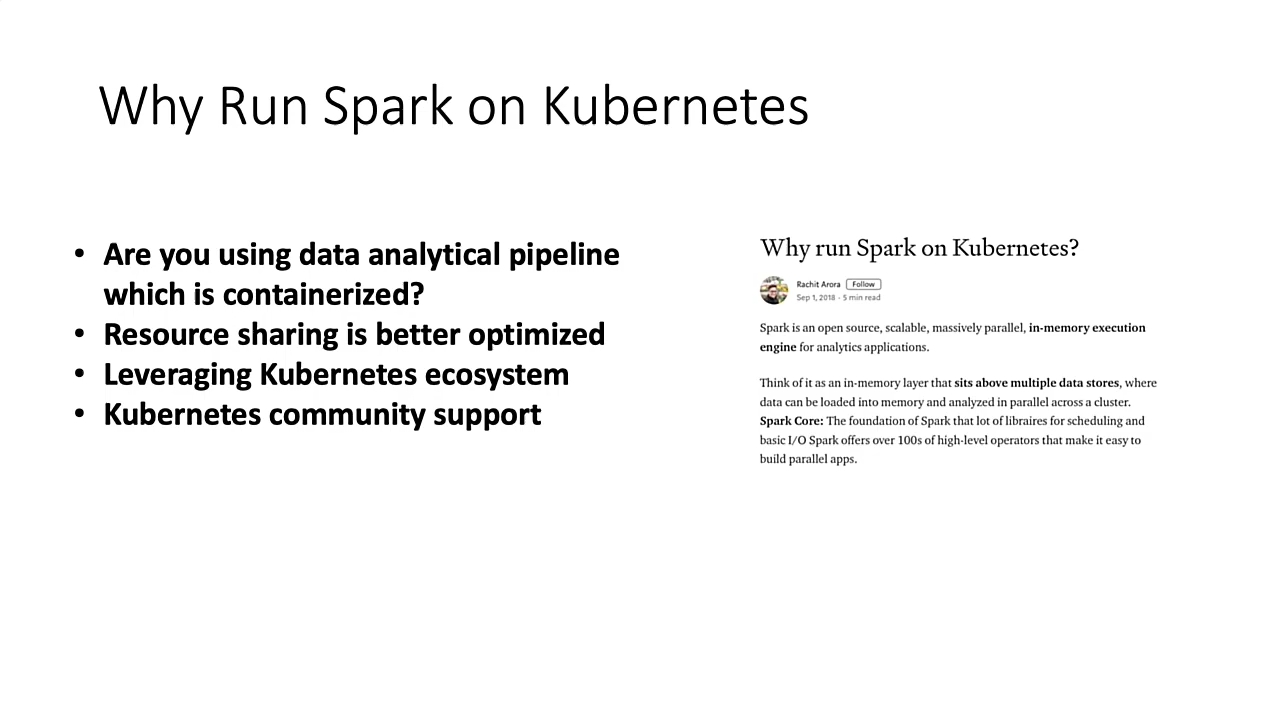 Why Run Spark on Kubernetes
• Are you using data analytical pipeline
which is containerized?
• Resource sharing is better optimized
• Leveraging Kubernetes ecosystem
• Kubernetes community support
Why run Spark on Kubernetes?
Rachit Arora Follow
Sep 1, 2018 · 5 min read
Spark is an open source, scalable, massively parallel, in-memory execution
engine for analytics applications.
Think of it as an in-memory layer that sits above multiple data stores, where
data can be loaded into memory and analyzed in parallel across a cluster.
Spark Core: The foundation of Spark that lot of libraires for scheduling and
basic I/O Spark offers over 100s of high-level operators that make it easy to
build parallel apps.